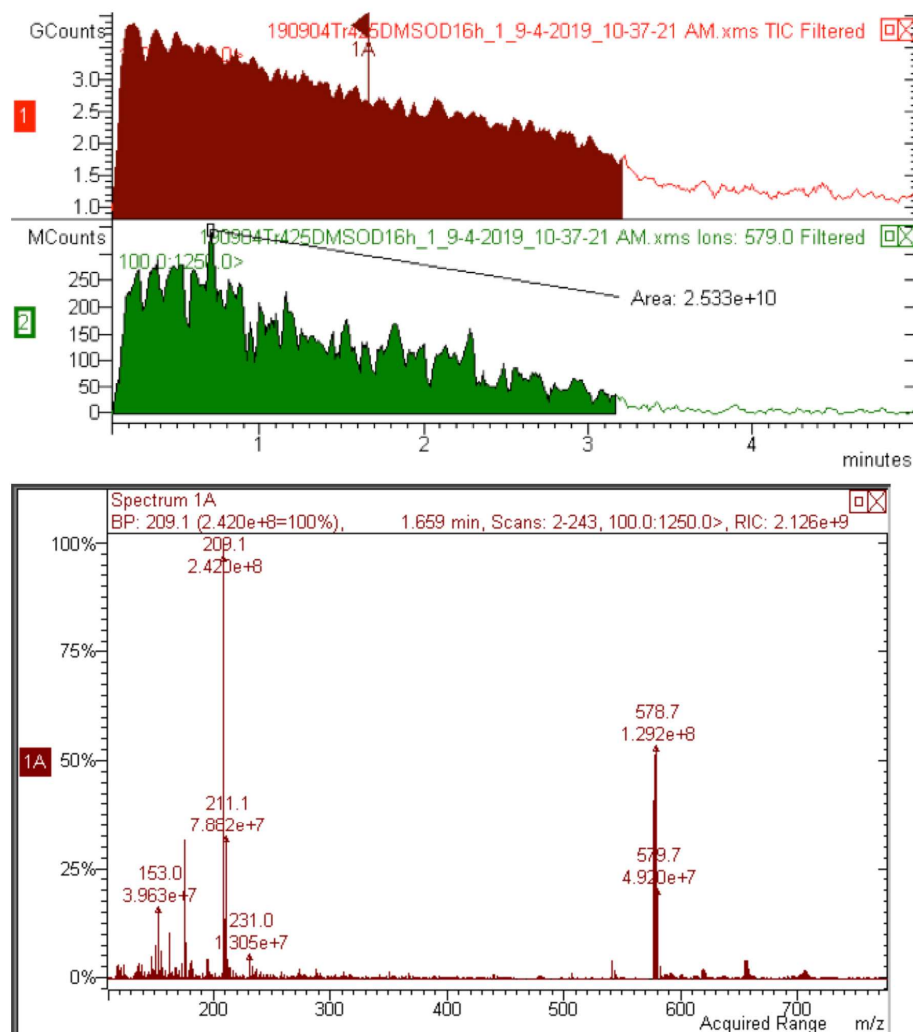 GCounts
190904Tr425DMSOD16h_1_9-4-2019_10-37-21 AM.xms TIC Filtered
1A
0>
3.0
2.5
2.0
1.5
1.0
1
MCounts
190904Tr425DMSOD16h_1_9-4-2019_10-37-21 AM.xms Ions: 579.0 Filtered
100.0:1250.0>
Area: 2.533e+10
250
200
150
100
50
0
2
1 2 3 4
minutes
Spectrum 1A
BP: 209.1 (2.420e+8=100%), 1.659 min, Scans: 2-243, 100.0:1250.0>, RIC: 2.126e+9
100%
209.1
2.420e+8
75%
578.7
1.292e+8
50%
1A
211.1
7.882e+7
579.7
4.920e+7
25%
153.0
3.963e+7
231.0
1.305e+7
0%
200 300 400 500 600 700
Acquired Range m/z